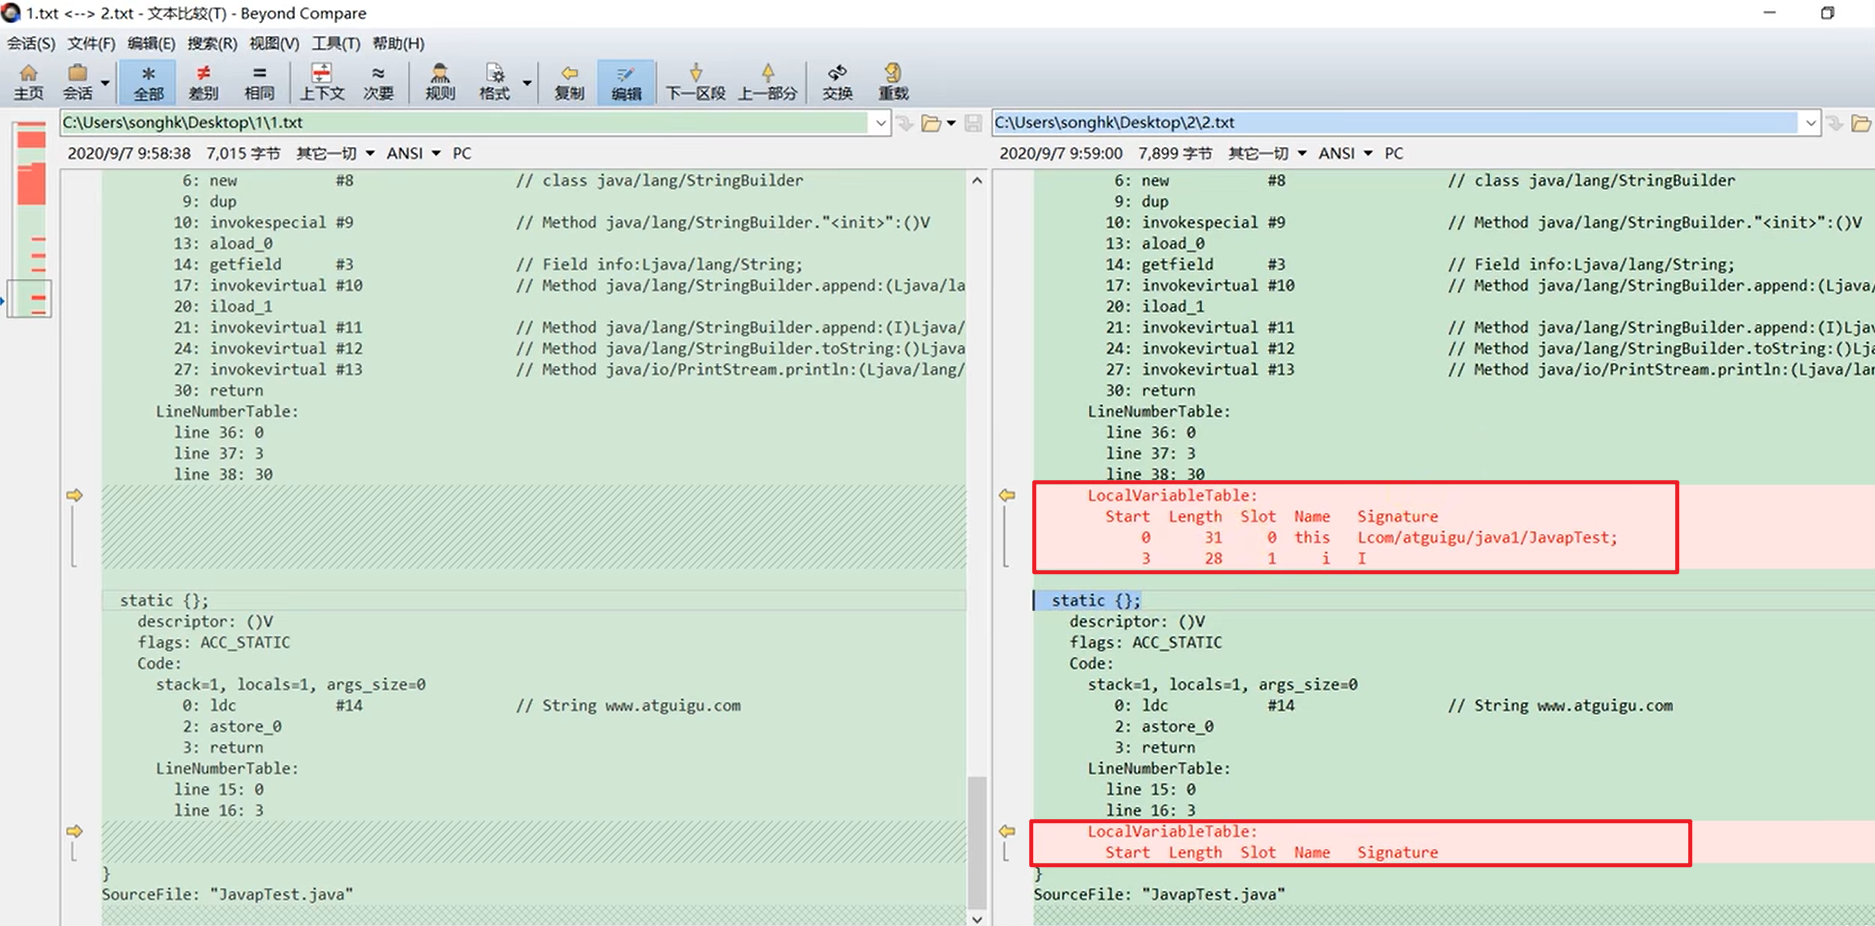 1.txt <--> 2.txt - 文本比较(T) - Beyond Compare
会话(S) 文件(F) 编辑(E) 搜索(R) 视图(V) 工具(T) 帮助(H)
主页 会话 全部 差别 相同 上下文 次要 规则 格式 复制 编辑 下一区段 上一部分 交换 重载
C:\Users\songhk\Desktop\1\1.txt
2020/9/7 9:58:38 7,015 字节 其它一切 ANSI PC
6: new #8 // class java/lang/StringBuilder
9: dup
10: invokespecial #9 // Method java/lang/StringBuilder."<init>":()V
13: aload_0
14: getfield #3 // Field info:Ljava/lang/String;
17: invokevirtual #10 // Method java/lang/StringBuilder.append:(Ljava/la
20: iload_1
21: invokevirtual #11 // Method java/lang/StringBuilder.append:(I)Ljava/
24: invokevirtual #12 // Method java/lang/StringBuilder.toString:()Ljava
27: invokevirtual #13 // Method java/io/PrintStream.println:(Ljava/lang/
30: return
LineNumberTable:
line 36: 0
line 37: 3
line 38: 30
static {};
descriptor: ()V
flags: ACC_STATIC
Code:
stack=1, locals=1, args_size=0
0: ldc #14 // String www.atguigu.com
2: astore_0
3: return
LineNumberTable:
line 15: 0
line 16: 3
}
SourceFile: "JavapTest.java"
C:\Users\songhk\Desktop\2\2.txt
2020/9/7 9:59:00 7,899 字节 其它一切 ANSI PC
6: new #8 // class java/lang/StringBuilder
9: dup
10: invokespecial #9 // Method java/lang/StringBuilder."<init>":()V
13: aload_0
14: getfield #3 // Field info:Ljava/lang/String;
17: invokevirtual #10 // Method java/lang/StringBuilder.append:(Ljava/
20: iload_1
21: invokevirtual #11 // Method java/lang/StringBuilder.append:(I)Ljav
24: invokevirtual #12 // Method java/lang/StringBuilder.toString:()Lja
27: invokevirtual #13 // Method java/io/PrintStream.println:(Ljava/lan
30: return
LineNumberTable:
line 36: 0
line 37: 3
line 38: 30
LocalVariableTable:
Start Length Slot Name Signature
0 31 0 this Lcom/atguigu/java1/JavapTest;
3 28 1 i I
static {};
descriptor: ()V
flags: ACC_STATIC
Code:
stack=1, locals=1, args_size=0
0: ldc #14 // String www.atguigu.com
2: astore_0
3: return
LineNumberTable:
line 15: 0
line 16: 3
LocalVariableTable:
Start Length Slot Name Signature
}
SourceFile: "JavapTest.java"